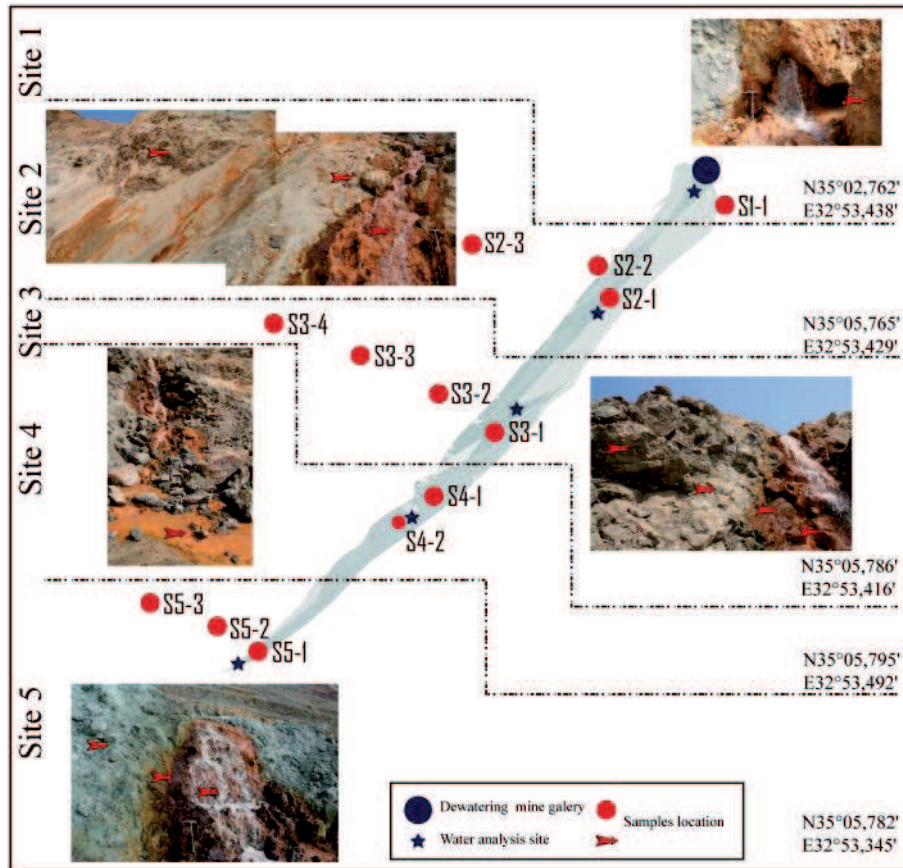 Site 1
Site 2
Site 3
Site 4
Site 5
N35°02,762'
E32°53,438'
S1-1
S2-3
S2-2
S2-1
N35°05,765'
E32°53,429'
S3-4
S3-3
S3-2
S3-1
S4-1
S4-2
N35°05,786'
E32°53,416'
S5-3
S5-2
S5-1
N35°05,795'
E32°53,492'
Dewatering mine galery
Samples location
Water analysis site
N35°05,782'
E32°53,345'